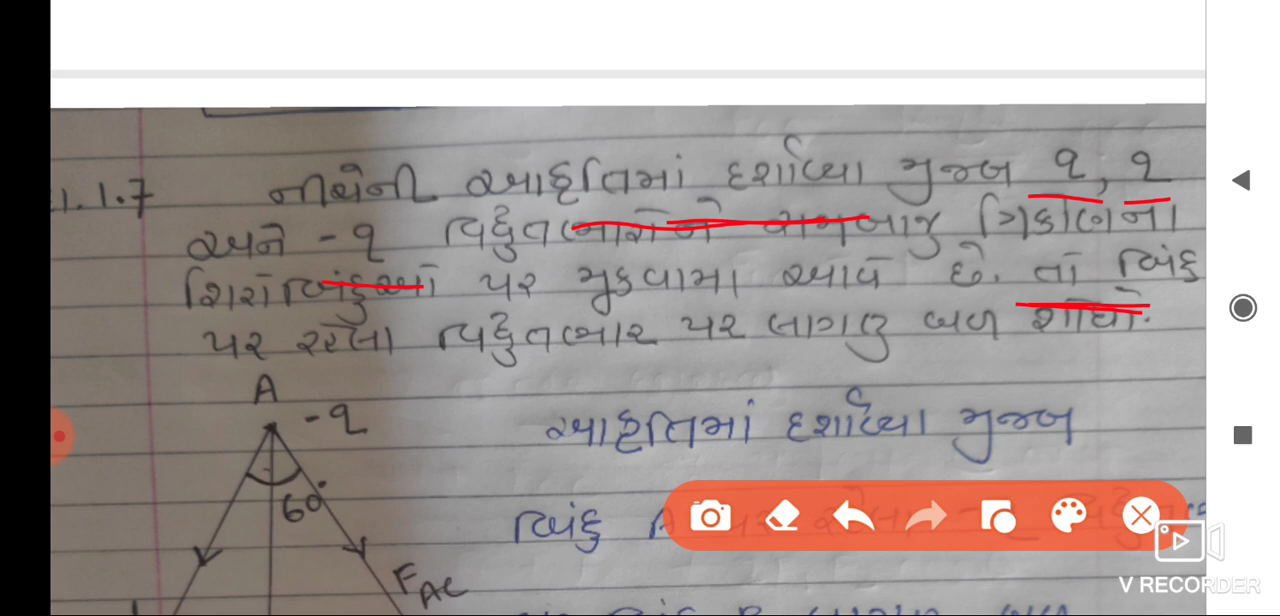 1.1.7 નીચેની આકૃતિમાં દર્શાવ્યા મુજબ q, q
અને -q વિદ્યુતભારોને સમબાજુ ત્રિકોણના
શિરોબિંદુઓ પર મુકવામાં આવે છે. તો બિંદુ
પર રહેલા વિદ્યુતભાર પર લાગતુ બળ શોધો.
A
-q
આકૃતિમાં દર્શાવ્યા મુજબ
60°
બિંદુ A
F_AC
V RECORDER